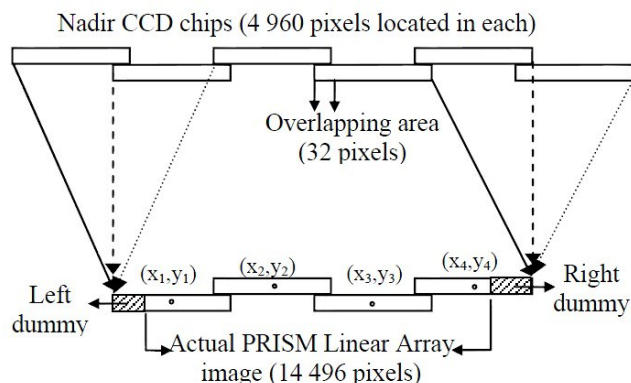 Nadir CCD chips (4 960 pixels located in each)
Overlapping area
(32 pixels)
(x1,y1)
(x2,y2)
(x3,y3)
(x4,y4)
Left
dummy
Right
dummy
Actual PRISM Linear Array
image (14 496 pixels)